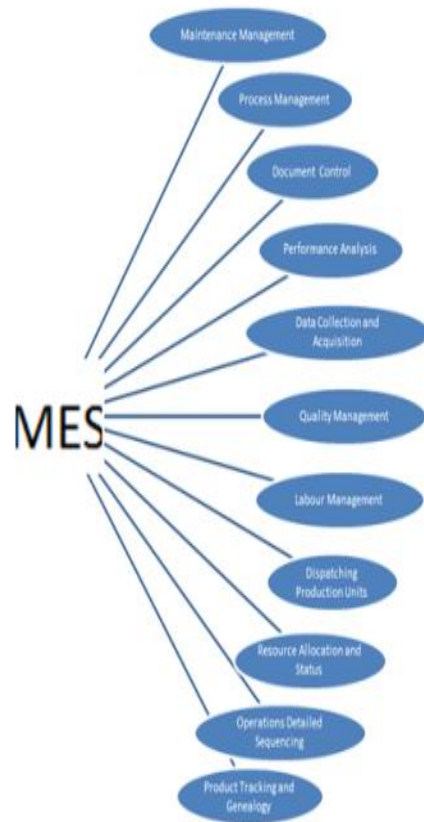 Maintenance Management
Process Management
Document Control
Performance Analysis
Data Collection and
Acquisition
MES
Quality Management
Labour Management
Dispatching
Production Units
Resource Allocation and
Status
Operations Detailed
Sequencing
Product Tracking and
Genealogy